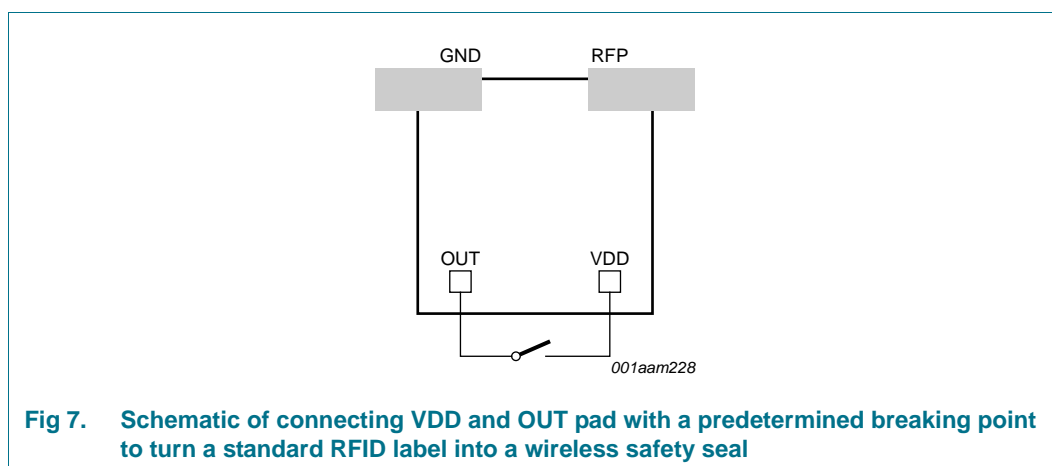 GND RFP
OUT VDD
001aam228
Fig 7. Schematic of connecting VDD and OUT pad with a predetermined breaking point
to turn a standard RFID label into a wireless safety seal